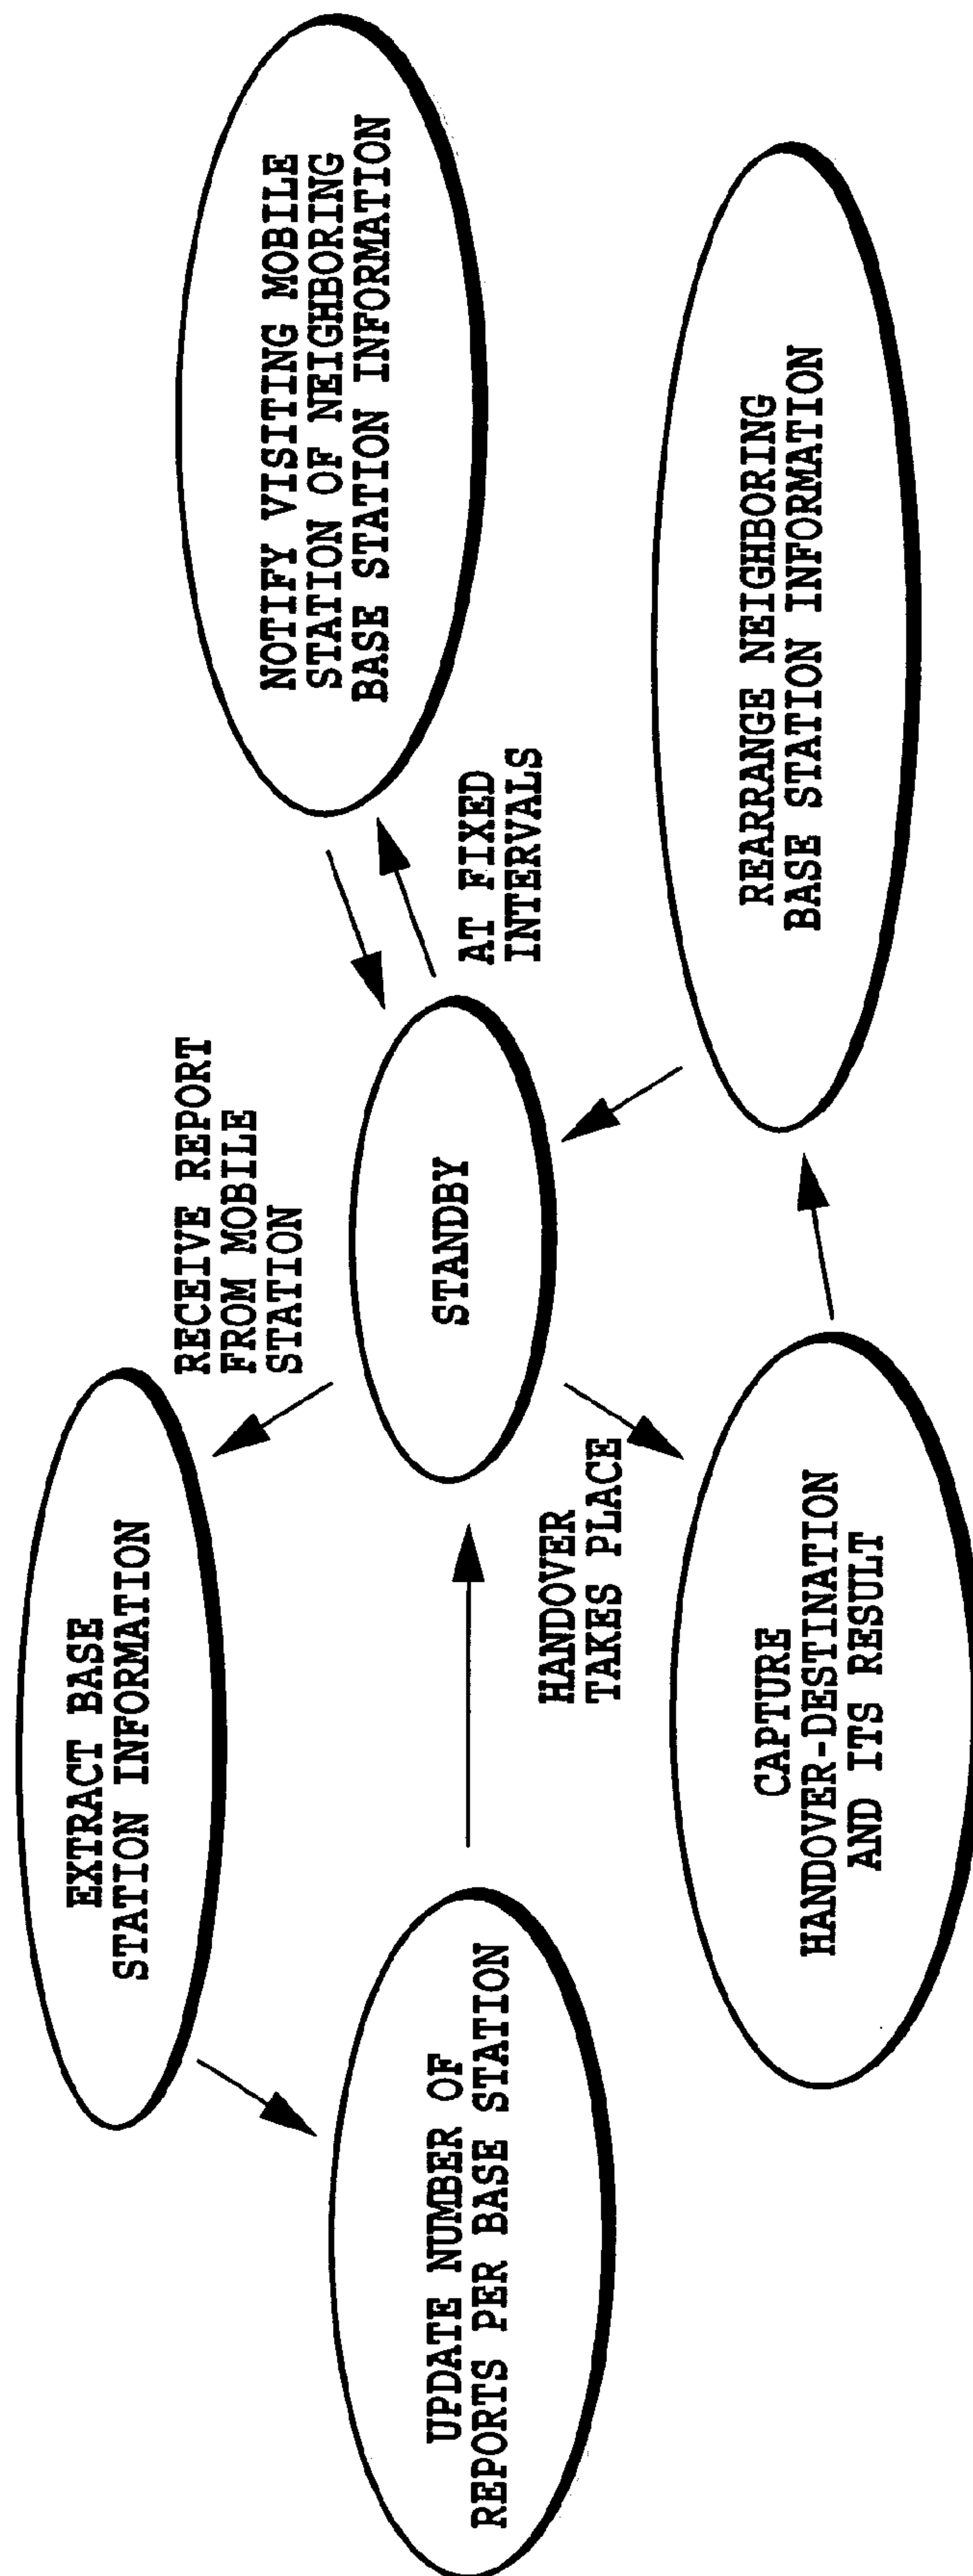 EXTRACT BASE
STATION INFORMATION
RECEIVE REPORT
FROM MOBILE
STATION
NOTIFY VISITING MOBILE
STATION OF NEIGHBORING
BASE STATION INFORMATION
UPDATE NUMBER OF
REPORTS PER BASE STATION
STANDBY
AT FIXED
INTERVALS
HANDOVER
TAKES PLACE
CAPTURE
HANDOVER-DESTINATION
AND ITS RESULT
REARRANGE NEIGHBORING
BASE STATION INFORMATION